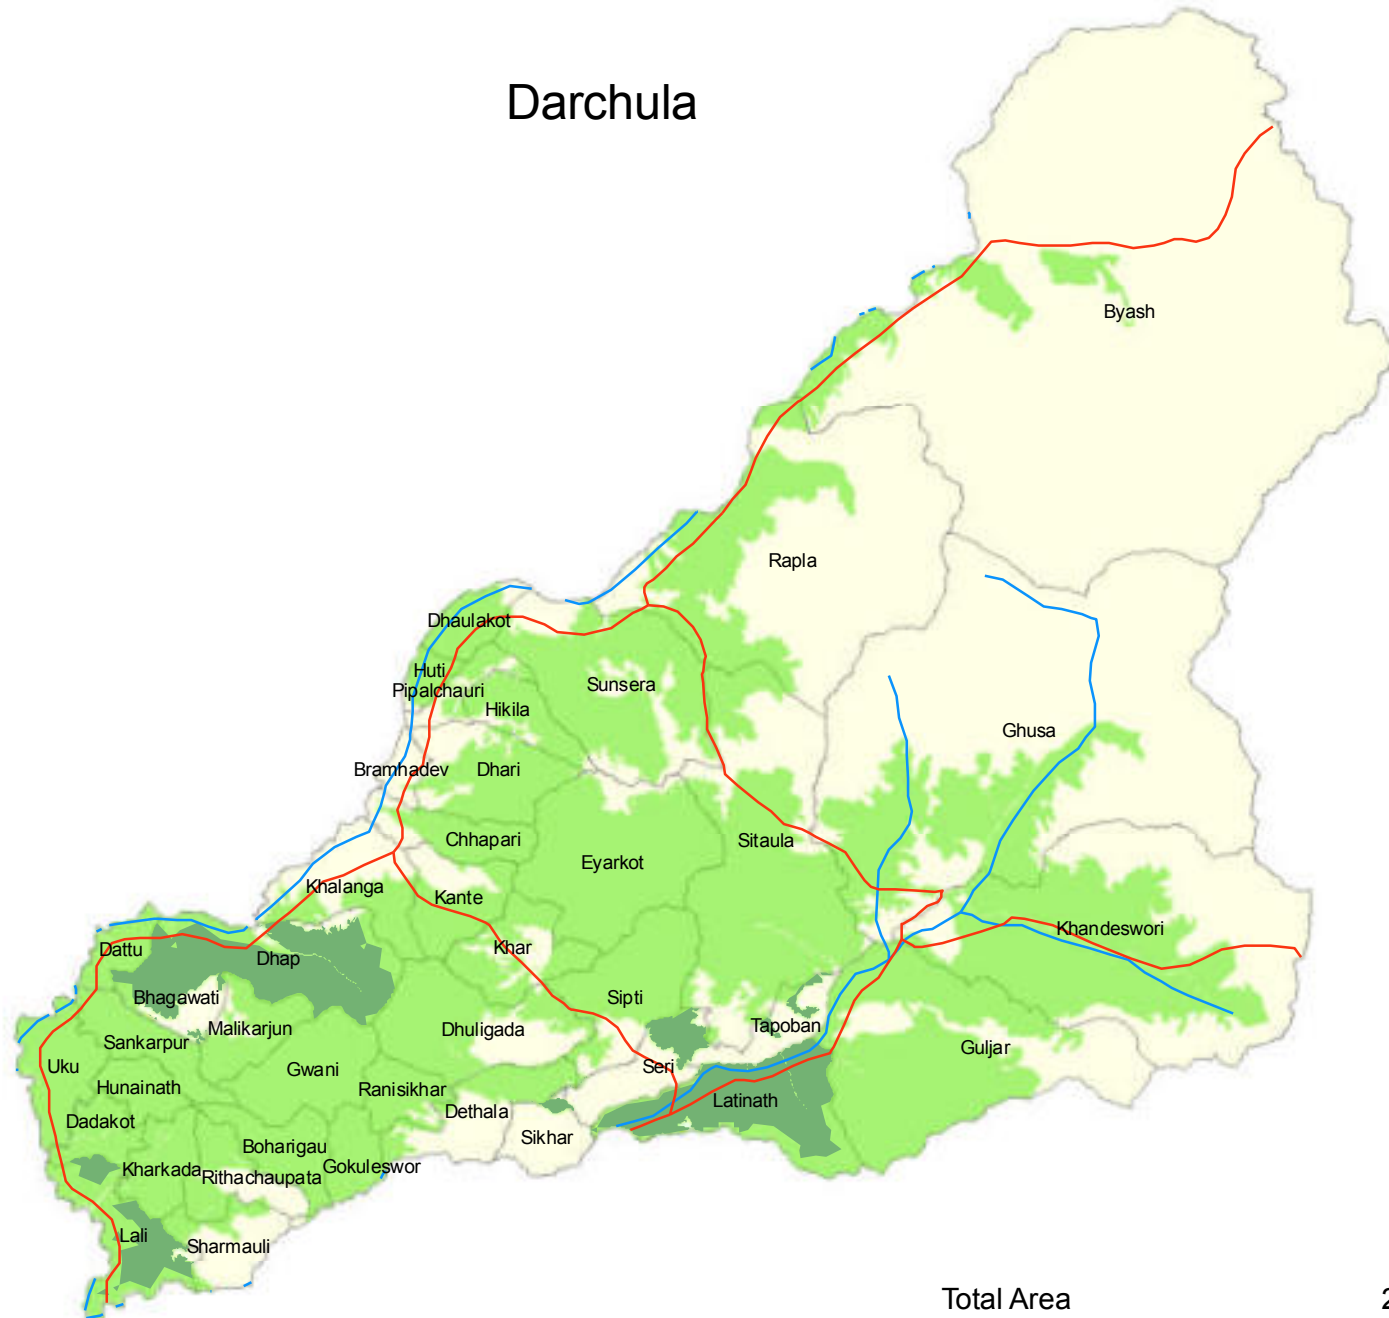 Darchula
Byash
Rapla
Dhaulakot
Huti
Pipalchauri
Sunsera
Hikila
Ghusa
Bramhadev
Dhari
Chhapari
Sitaula
Eyarkot
Khalanga
Kante
Khandeswori
Dattu
Khar
Dhap
Bhagawati
Sipti
Malikarjun
Dhuligada
Tapoban
Sankarpur
Guljar
Uku
Gwani
Seri
Hunainath
Ranisikhar
Latinath
Dethala
Dadakot
Sikhar
Boharigau
Kharkada
Gokuleswor
Rithachaupata
Lali
Sharmauli
Total Area 2